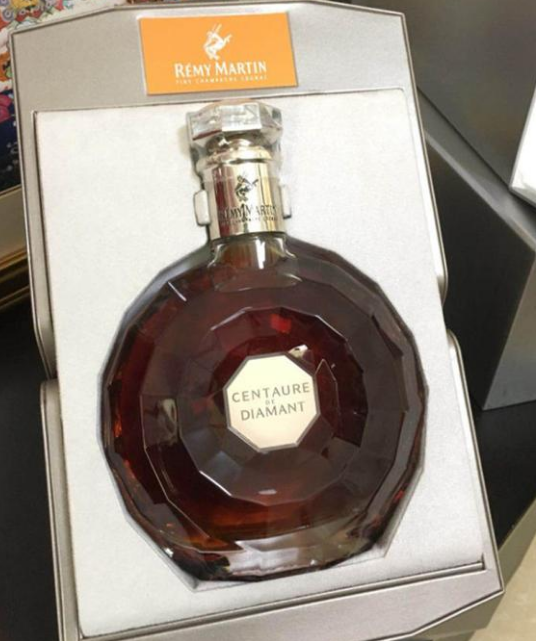 RÉMY MARTIN
FINE CHAMPAGNE COGNAC
RÉMY MARTIN
CENTAURE
DE
DIAMANT